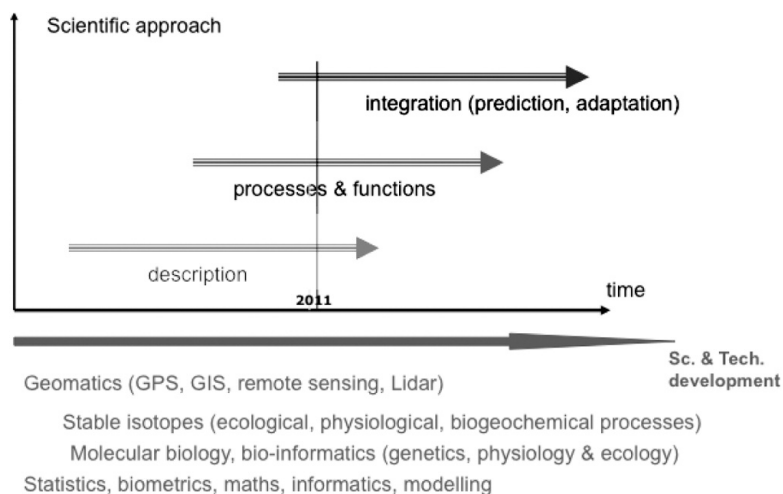 Scientific approach
integration (prediction, adaptation)
processes & functions
description
2011
time
Sc. & Tech.
development
Geomatics (GPS, GIS, remote sensing, Lidar)
Stable isotopes (ecological, physiological, biogeochemical processes)
Molecular biology, bio-informatics (genetics, physiology & ecology)
Statistics, biometrics, maths, informatics, modelling